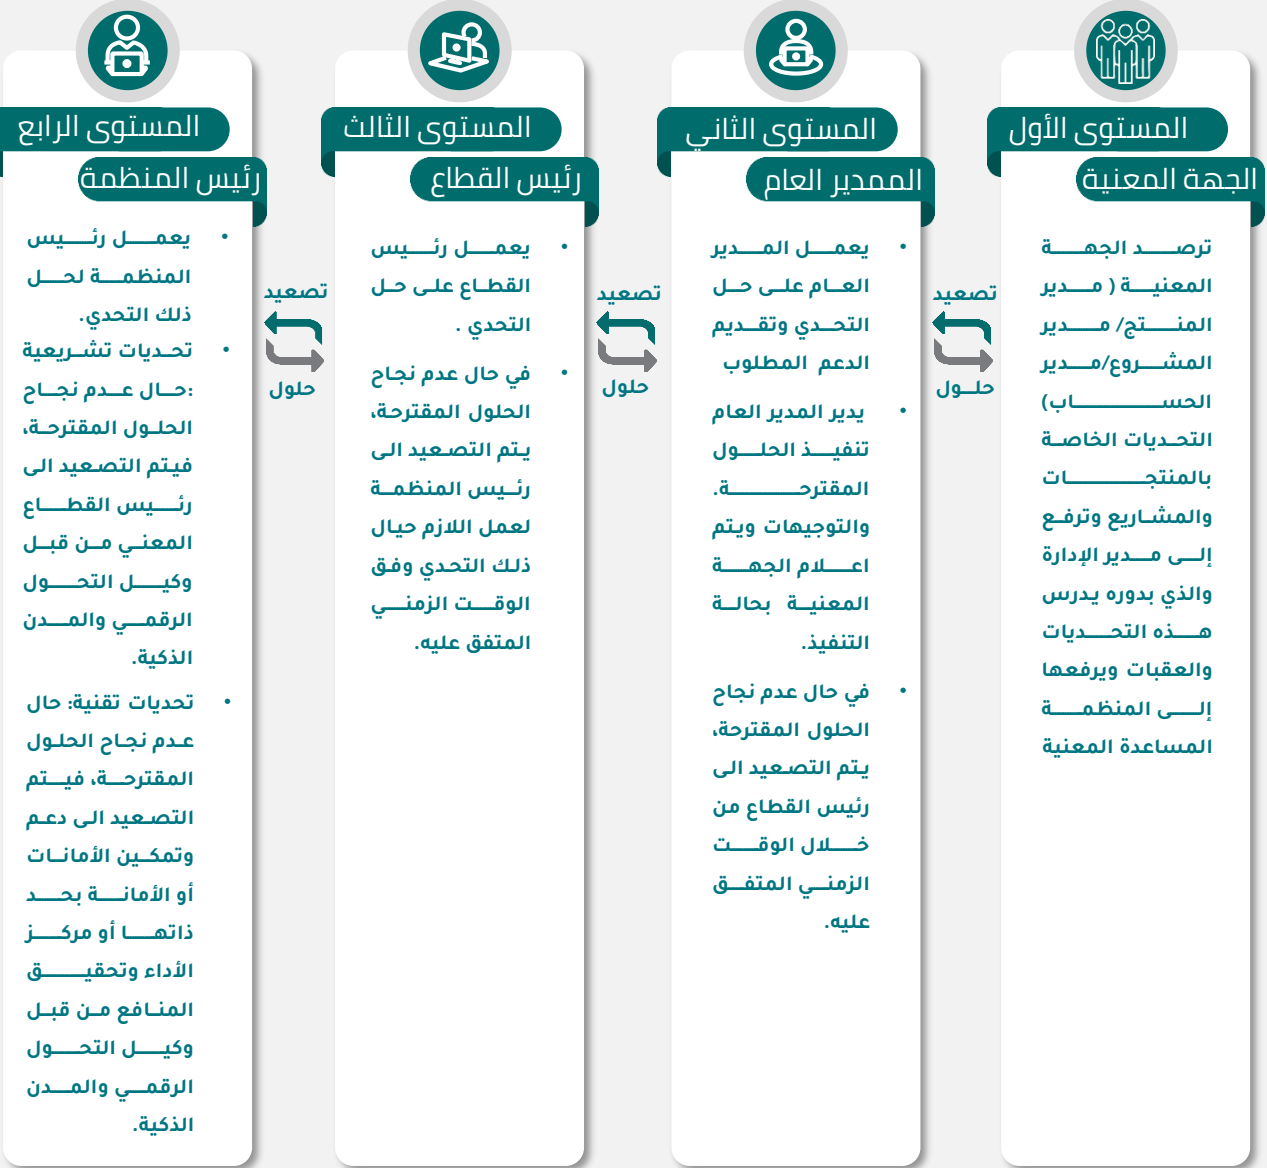 المستوى الأول
الجهة المعنية
ترصد الجهة
المعنية ( مدير
المنتج/ مدير
المشروع/مدير
الحساب)
التحديات الخاصة
بالمنتجات
والمشاريع وترفع
إلى مدير الإدارة
والذي بدوره يدرس
هذه التحديات
والعقبات ويرفعها
إلى المنظمة
المساعدة المعنية
تصعيد
حلول
المستوى الثاني
الممدير العام
• يعمل المدير
العام على حل
التحدي وتقديم
الدعم المطلوب
• يدير المدير العام
تنفيذ الحلول
المقترحة.
والتوجيهات ويتم
اعلام الجهة
المعنية بحالة
التنفيذ.
• في حال عدم نجاح
الحلول المقترحة،
يتم التصعيد الى
رئيس القطاع من
خلال الوقت
الزمني المتفق
عليه.
تصعيد
حلول
المستوى الثالث
رئيس القطاع
• يعمل رئيس
القطاع على حل
التحدي .
• في حال عدم نجاح
الحلول المقترحة،
يتم التصعيد الى
رئيس المنظمة
لعمل اللازم حيال
ذلك التحدي وفق
الوقت الزمني
المتفق عليه.
تصعيد
حلول
المستوى الرابع
رئيس المنظمة
• يعمل رئيس
المنظمة لحل
ذلك التحدي.
• تحديات تشريعية
:حال عدم نجاح
الحلول المقترحة،
فيتم التصعيد الى
رئيس القطاع
المعني من قبل
وكيل التحول
الرقمي والمدن
الذكية.
• تحديات تقنية: حال
عدم نجاح الحلول
المقترحة، فيتم
التصعيد الى دعم
وتمكين الأمانات
أو الأمانة بحد
ذاتها أو مركز
الأداء وتحقيق
المنافع من قبل
وكيل التحول
الرقمي والمدن
الذكية.